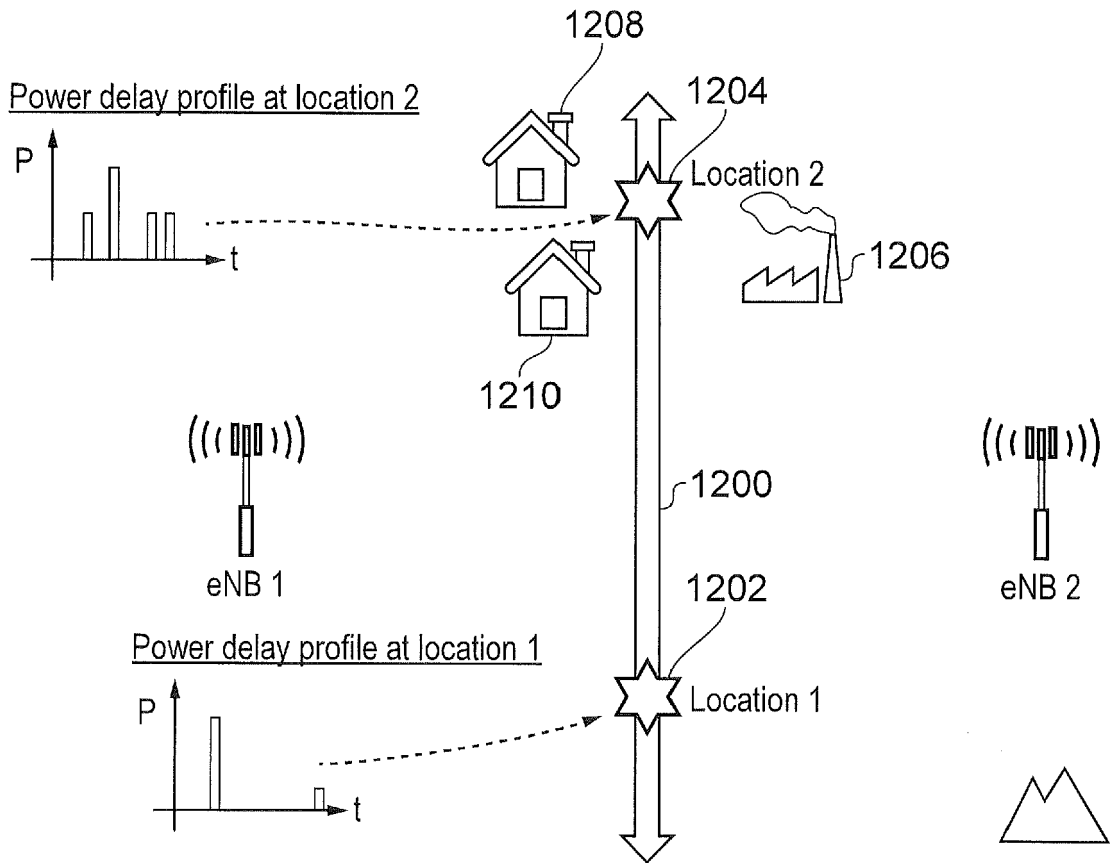 1208
Power delay profile at location 2
1204
P
Location 2
t
1206
1210
1200
eNB 1
eNB 2
1202
Power delay profile at location 1
P
Location 1
t